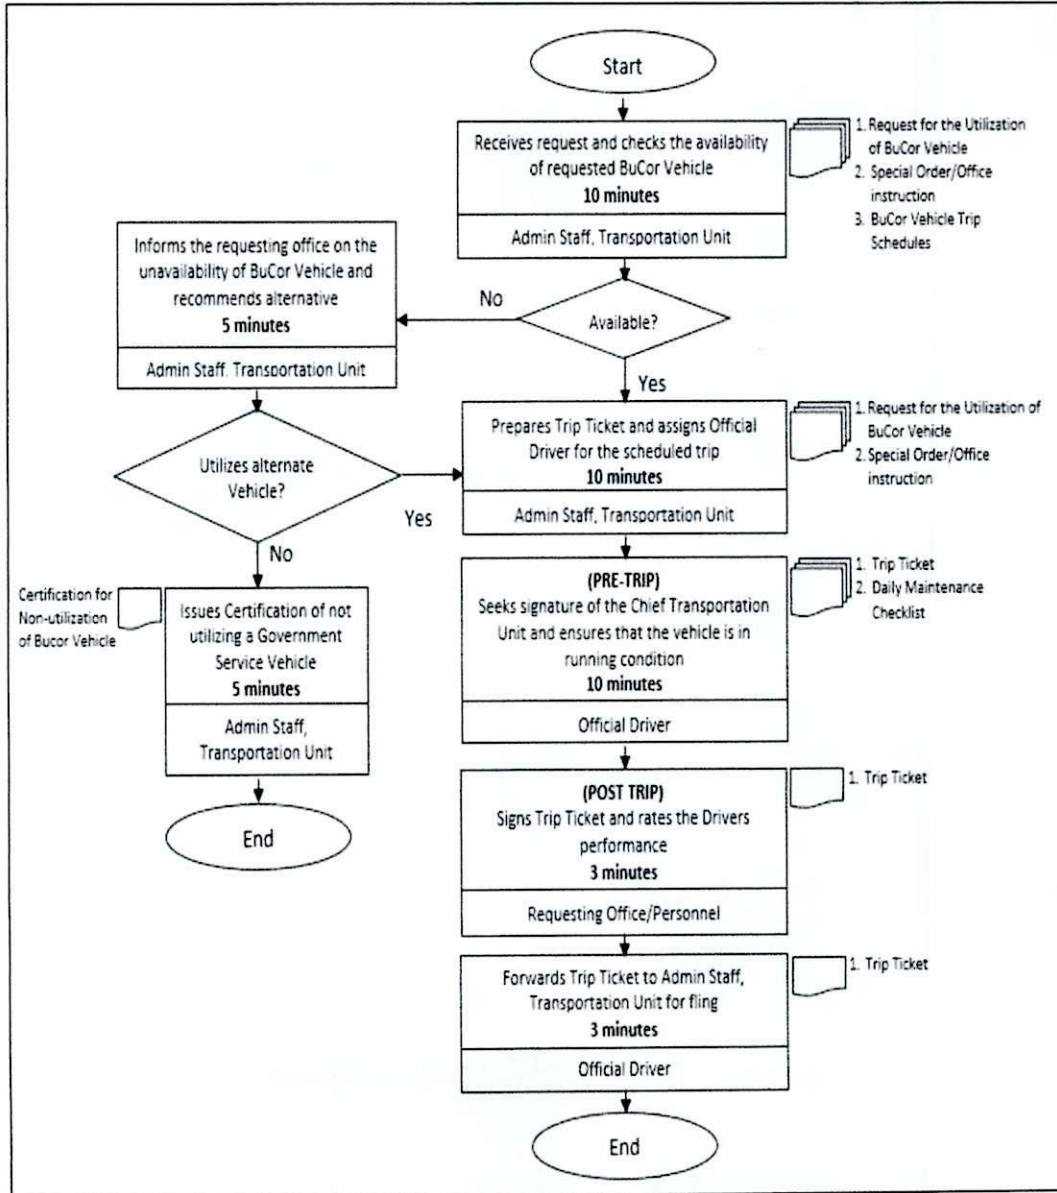 Start
Receives request and checks the availability
of requested BuCor Vehicle
10 minutes
Admin Staff, Transportation Unit
1. Request for the Utilization
of BuCor Vehicle
2. Special Order/Office
instruction
3. BuCor Vehicle Trip
Schedules
Available?
No
Yes
Informs the requesting office on the
unavailability of BuCor Vehicle and
recommends alternative
5 minutes
Admin Staff. Transportation Unit
Utilizes alternate
Vehicle?
Yes
No
Certification for
Non-utilization
of Bucor Vehicle
Issues Certification of not
utilizing a Government
Service Vehicle
5 minutes
Admin Staff,
Transportation Unit
End
Prepares Trip Ticket and assigns Official
Driver for the scheduled trip
10 minutes
Admin Staff, Transportation Unit
1. Request for the Utilization of
BuCor Vehicle
2. Special Order/Office
instruction
(PRE-TRIP)
Seeks signature of the Chief Transportation
Unit and ensures that the vehicle is in
running condition
10 minutes
Official Driver
1. Trip Ticket
2. Daily Maintenance
Checklist
(POST TRIP)
Signs Trip Ticket and rates the Drivers
performance
3 minutes
Requesting Office/Personnel
1. Trip Ticket
Forwards Trip Ticket to Admin Staff,
Transportation Unit for fling
3 minutes
Official Driver
1. Trip Ticket
End